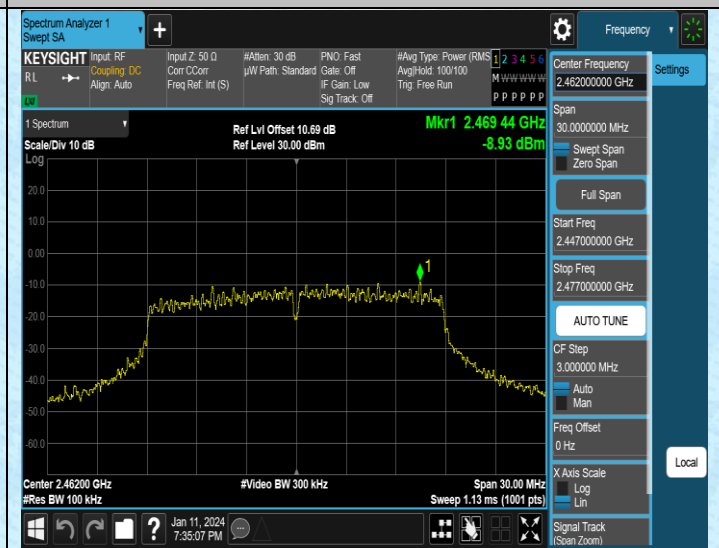 Spectrum Analyzer 1
Swept SA
+
Frequency
KEYSIGHT
R L
Input: RF
Coupling: DC
Align: Auto
Input Z: 50 Ω
Corr CCorr
Freq Ref: Int (S)
#Atten: 30 dB
µW Path: Standard
PNO: Fast
Gate: Off
IF Gain: Low
Sig Track: Off
#Avg Type: Power (RMS
Avg|Hold: 100/100
Trig: Free Run
1 2 3 4 5 6
M W W W W W
P P P P P P
1 Spectrum
Scale/Div 10 dB
Ref Lvl Offset 10.69 dB
Ref Level 30.00 dBm
Mkr1 2.469 44 GHz
-8.93 dBm
Log
20.0
10.0
0.00
-10.0
-20.0
-30.0
-40.0
-50.0
-60.0
1
Center 2.46200 GHz
#Res BW 100 kHz
#Video BW 300 kHz
Span 30.00 MHz
Sweep 1.13 ms (1001 pts)
?
Jan 11, 2024
7:35:07 PM
Center Frequency
2.462000000 GHz
Span
30.0000000 MHz
Swept Span
Zero Span
Full Span
Start Freq
2.447000000 GHz
Stop Freq
2.477000000 GHz
AUTO TUNE
CF Step
3.000000 MHz
Auto
Man
Freq Offset
0 Hz
X Axis Scale
Log
Lin
Signal Track
(Span Zoom)
Settings
Local